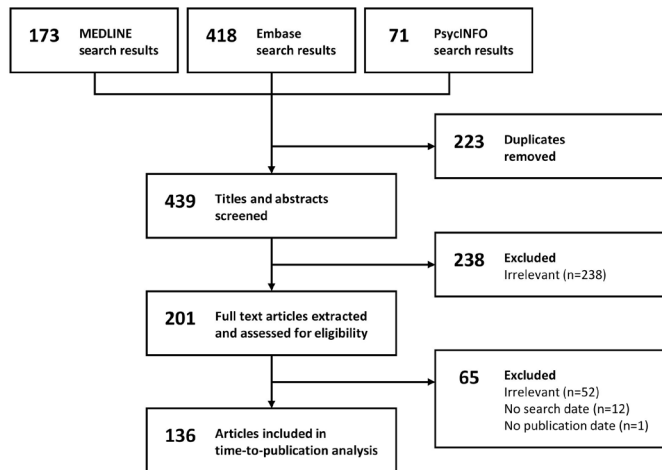 173 MEDLINE
search results
418 Embase
search results
71 PsycINFO
search results
223 Duplicates
removed
439 Titles and abstracts
screened
238 Excluded
Irrelevant (n=238)
201 Full text articles extracted
and assessed for eligibility
65 Excluded
Irrelevant (n=52)
No search date (n=12)
No publication date (n=1)
136 Articles included in
time-to-publication analysis